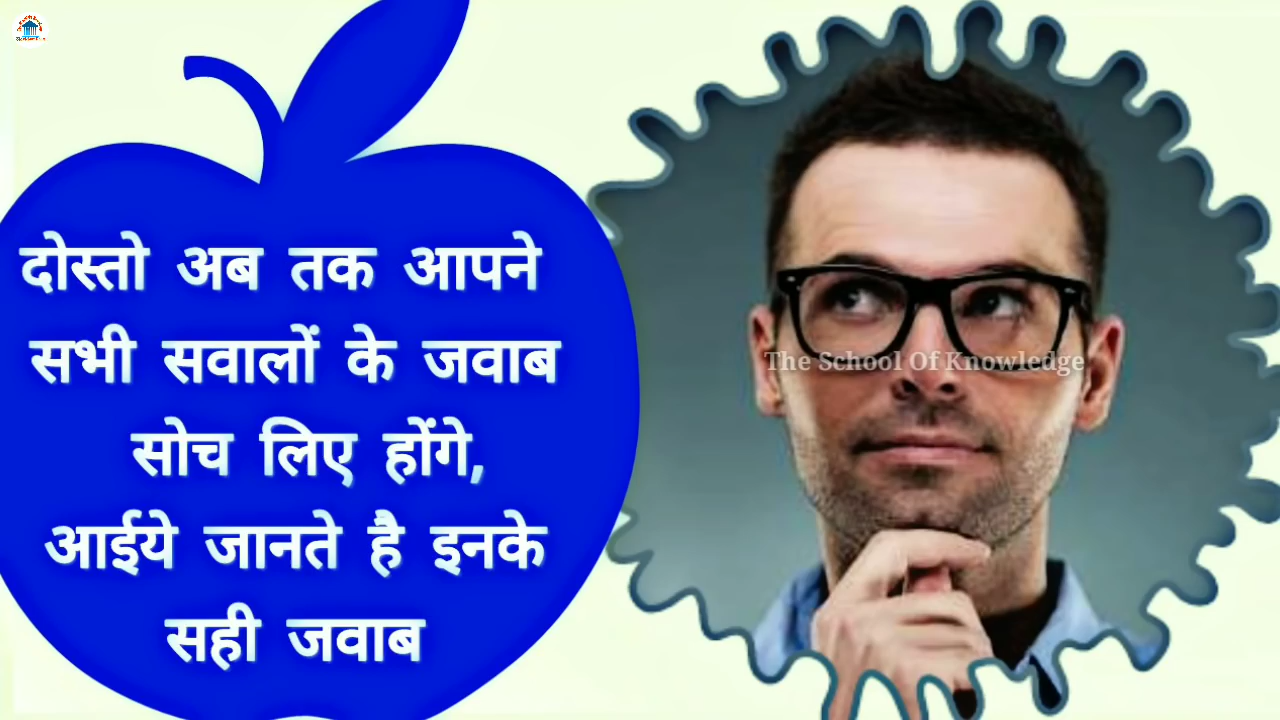 दोस्तो अब तक आपने
सभी सवालों के जवाब
सोच लिए होंगे,
आईये जानते है इनके
सही जवाब
The School Of Knowledge